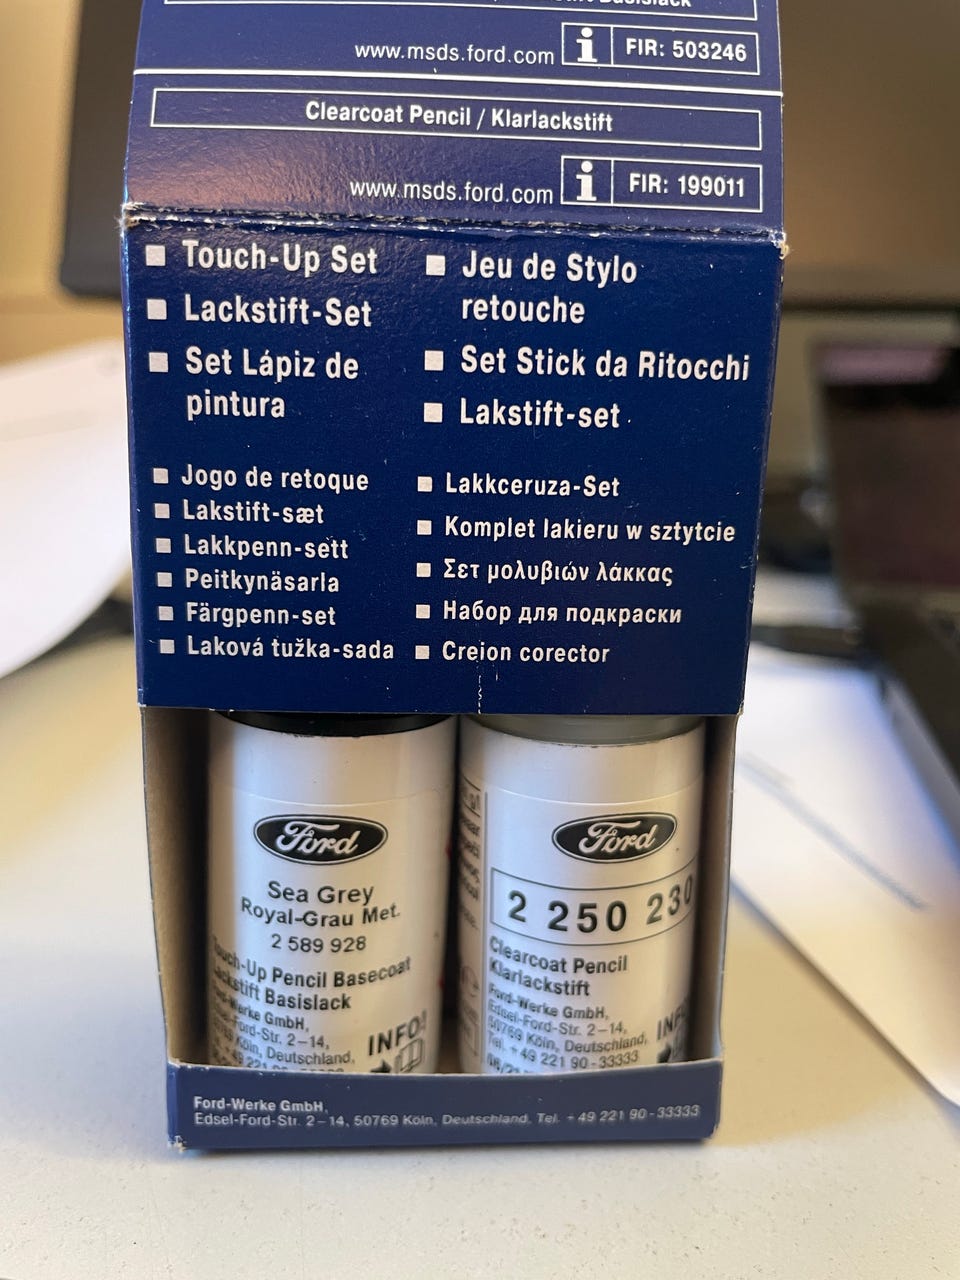 Basislack
www.msds.ford.com i FIR: 503246
Clearcoat Pencil / Klarlackstift
www.msds.ford.com i FIR: 199011
■ Touch-Up Set
■ Lackstift-Set
■ Set Lápiz de
pintura
■ Jeu de Stylo
retouche
■ Set Stick da Ritocchi
■ Lakstift-set
■ Jogo de retoque
■ Lakstift-sæt
■ Lakkpenn-sett
■ Peitkynäsarla
■ Färgpenn-set
■ Laková tužka-sada
■ Lakkceruza-Set
■ Komplet lakieru w sztytcie
■ Σετ μολυβιών λάκκας
■ Набор для подкраски
■ Creion corector
Ford
Sea Grey
Royal-Grau Met.
2 589 928
Touch-Up Pencil Basecoat
Lackstift Basislack
GmbH,
Str. 2-14,
Köln, Deutschland,
INFO!
Ford
2 250 230
Clearcoat Pencil
Klarlackstift
Ford-Werke GmbH,
Edsel-Ford-Str. 2-14,
50769 Köln, Deutschland,
Tel. +49 221 90-33333
Ford-Werke GmbH,
Edsel-Ford-Str. 2-14, 50769 Köln, Deutschland, Tel. +49 221 90-33333